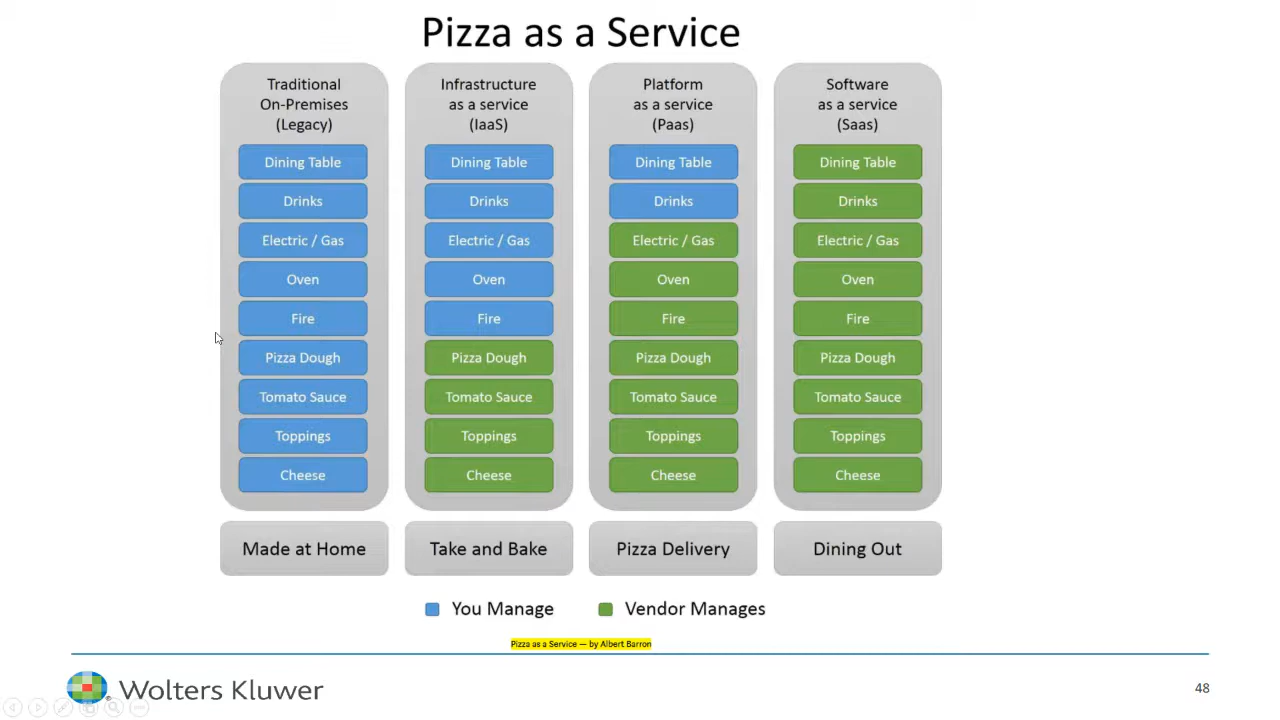 Pizza as a Service
Traditional
On-Premises
(Legacy)
Dining Table
Drinks
Electric / Gas
Oven
Fire
Pizza Dough
Tomato Sauce
Toppings
Cheese
Made at Home
Infrastructure
as a service
(IaaS)
Dining Table
Drinks
Electric / Gas
Oven
Fire
Pizza Dough
Tomato Sauce
Toppings
Cheese
Take and Bake
Platform
as a service
(Paas)
Dining Table
Drinks
Electric / Gas
Oven
Fire
Pizza Dough
Tomato Sauce
Toppings
Cheese
Pizza Delivery
Software
as a service
(Saas)
Dining Table
Drinks
Electric / Gas
Oven
Fire
Pizza Dough
Tomato Sauce
Toppings
Cheese
Dining Out
You Manage
Vendor Manages
Pizza as a Service — by Albert Barron
Wolters Kluwer
48